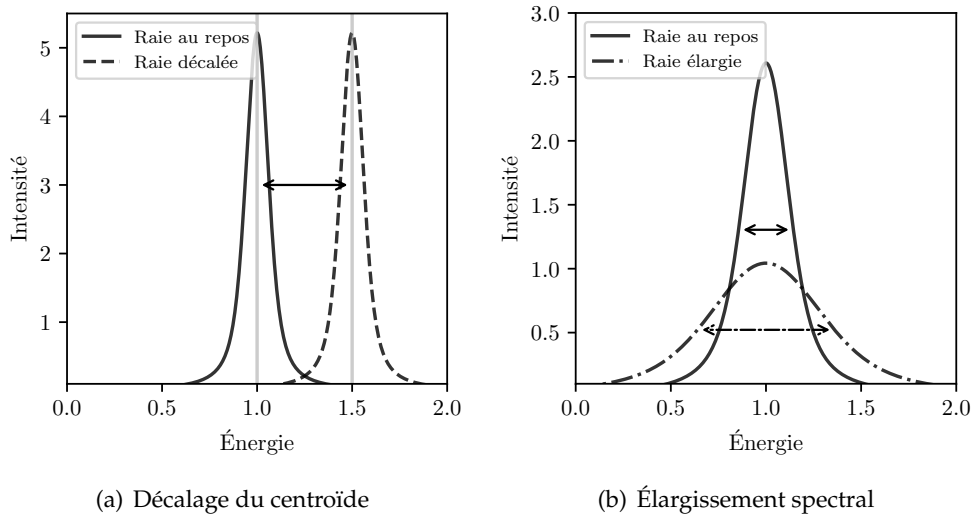 Raie au repos
Raie décalée
5
4
3
2
1
Intensité
0.0 0.5 1.0 1.5 2.0
Énergie
(a) Décalage du centroïde
Raie au repos
Raie élargie
3.0
2.5
2.0
1.5
1.0
0.5
Intensité
0.0 0.5 1.0 1.5 2.0
Énergie
(b) Élargissement spectral